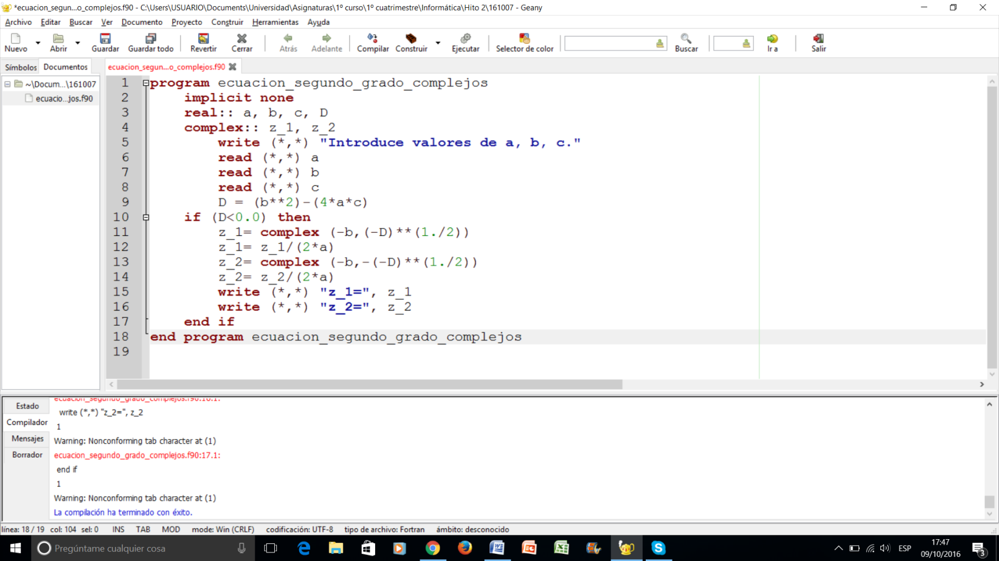 *ecuacion_segun...o_complejos.f90 - C:\Users\USUARIO\Documents\Universidad\Asignaturas\1º curso\1º cuatrimestre\Informática\Hito 2\161007 - Geany
Archivo Editar Buscar Ver Documento Proyecto Construir Herramientas Ayuda
Nuevo Abrir Guardar Guardar todo Revertir Cerrar Atrás Adelante Compilar Construir Ejecutar Selector de color Buscar Ir a Salir
Símbolos Documentos ecuacion_segun...o_complejos.f90
~\Docum...\161007
ecuacio...jos.f90
1 program ecuacion_segundo_grado_complejos
2 implicit none
3 real:: a, b, c, D
4 complex:: z_1, z_2
5 write (*,*) "Introduce valores de a, b, c."
6 read (*,*) a
7 read (*,*) b
8 read (*,*) c
9 D = (b**2)-(4*a*c)
10 if (D<0.0) then
11 z_1= complex (-b,(-D)**(1./2))
12 z_1= z_1/(2*a)
13 z_2= complex (-b,-(-D)**(1./2))
14 z_2= z_2/(2*a)
15 write (*,*) "z_1=", z_1
16 write (*,*) "z_2=", z_2
17 end if
18 end program ecuacion_segundo_grado_complejos
19
Estado
Compilador
Mensajes
Borrador
ecuacion_segundo_grado_complejos.f90:16.1:
write (*,*) "z_2=", z_2
1
Warning: Nonconforming tab character at (1)
ecuacion_segundo_grado_complejos.f90:17.1:
end if
1
Warning: Nonconforming tab character at (1)
La compilación ha terminado con éxito.
línea: 18 / 19 col: 104 sel: 0 INS TAB MOD mode: Win (CRLF) codificación: UTF-8 tipo de archivo: Fortran ámbito: desconocido
Pregúntame cualquier cosa
ESP
17:47
09/10/2016
3